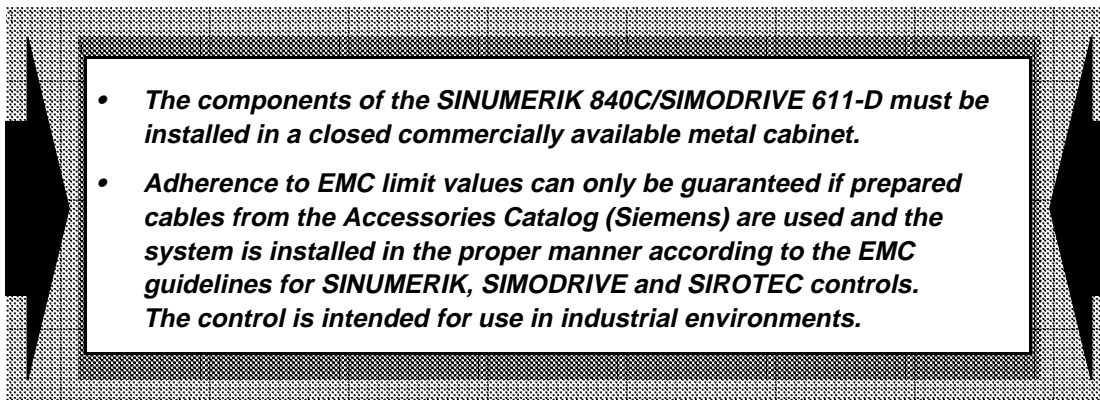 • The components of the SINUMERIK 840C/SIMODRIVE 611-D must be
installed in a closed commercially available metal cabinet.
• Adherence to EMC limit values can only be guaranteed if prepared
cables from the Accessories Catalog (Siemens) are used and the
system is installed in the proper manner according to the EMC
guidelines for SINUMERIK, SIMODRIVE and SIROTEC controls.
The control is intended for use in industrial environments.